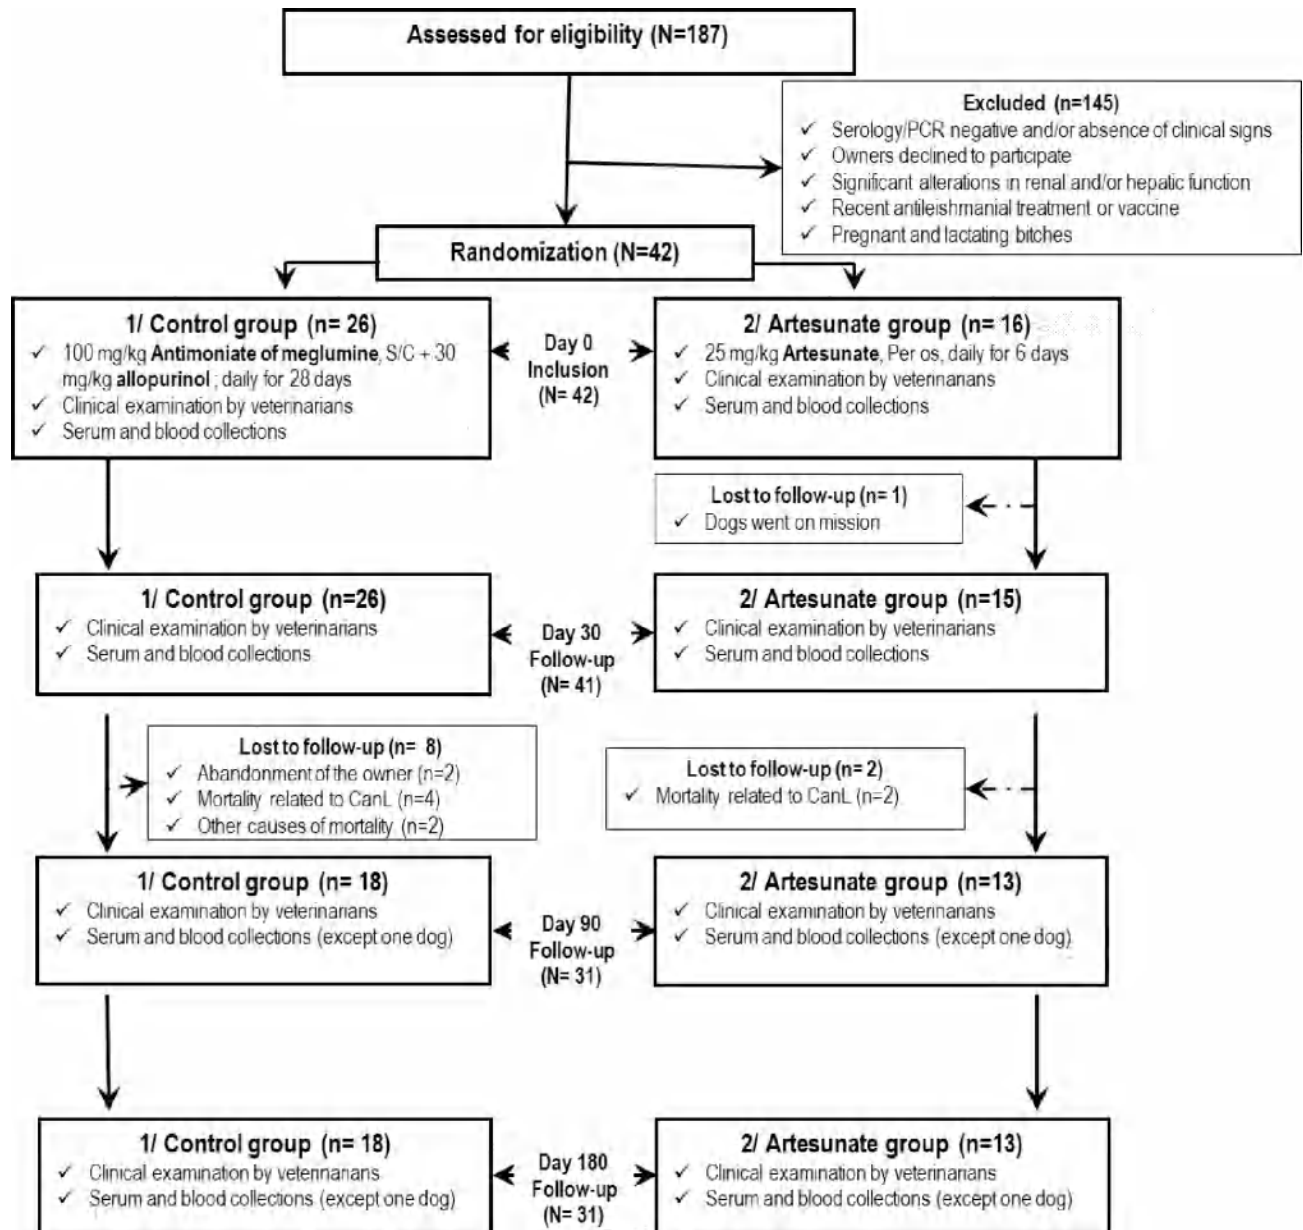 Assessed for eligibility (N=187)
Excluded (n=145)
✓ Serology/PCR negative and/or absence of clinical signs
✓ Owners declined to participate
✓ Significant alterations in renal and/or hepatic function
✓ Recent antileishmanial treatment or vaccine
✓ Pregnant and lactating bitches
Randomization (N=42)
1/ Control group (n= 26)
✓ 100 mg/kg Antimoniate of meglumine, S/C + 30
mg/kg allopurinol ; daily for 28 days
✓ Clinical examination by veterinarians
✓ Serum and blood collections
Day 0
Inclusion
(N= 42)
2/ Artesunate group (n= 16)
✓ 25 mg/kg Artesunate, Per os, daily for 6 days
✓ Clinical examination by veterinarians
✓ Serum and blood collections
Lost to follow-up (n= 1)
✓ Dogs went on mission
1/ Control group (n=26)
✓ Clinical examination by veterinarians
✓ Serum and blood collections
Day 30
Follow-up
(N= 41)
2/ Artesunate group (n=15)
✓ Clinical examination by veterinarians
✓ Serum and blood collections
Lost to follow-up (n= 8)
✓ Abandonment of the owner (n=2)
✓ Mortality related to CanL (n=4)
✓ Other causes of mortality (n=2)
Lost to follow-up (n= 2)
✓ Mortality related to CanL (n=2)
1/ Control group (n= 18)
✓ Clinical examination by veterinarians
✓ Serum and blood collections (except one dog)
Day 90
Follow-up
(N= 31)
2/ Artesunate group (n=13)
✓ Clinical examination by veterinarians
✓ Serum and blood collections (except one dog)
1/ Control group (n= 18)
✓ Clinical examination by veterinarians
✓ Serum and blood collections (except one dog)
Day 180
Follow-up
(N= 31)
2/ Artesunate group (n=13)
✓ Clinical examination by veterinarians
✓ Serum and blood collections (except one dog)